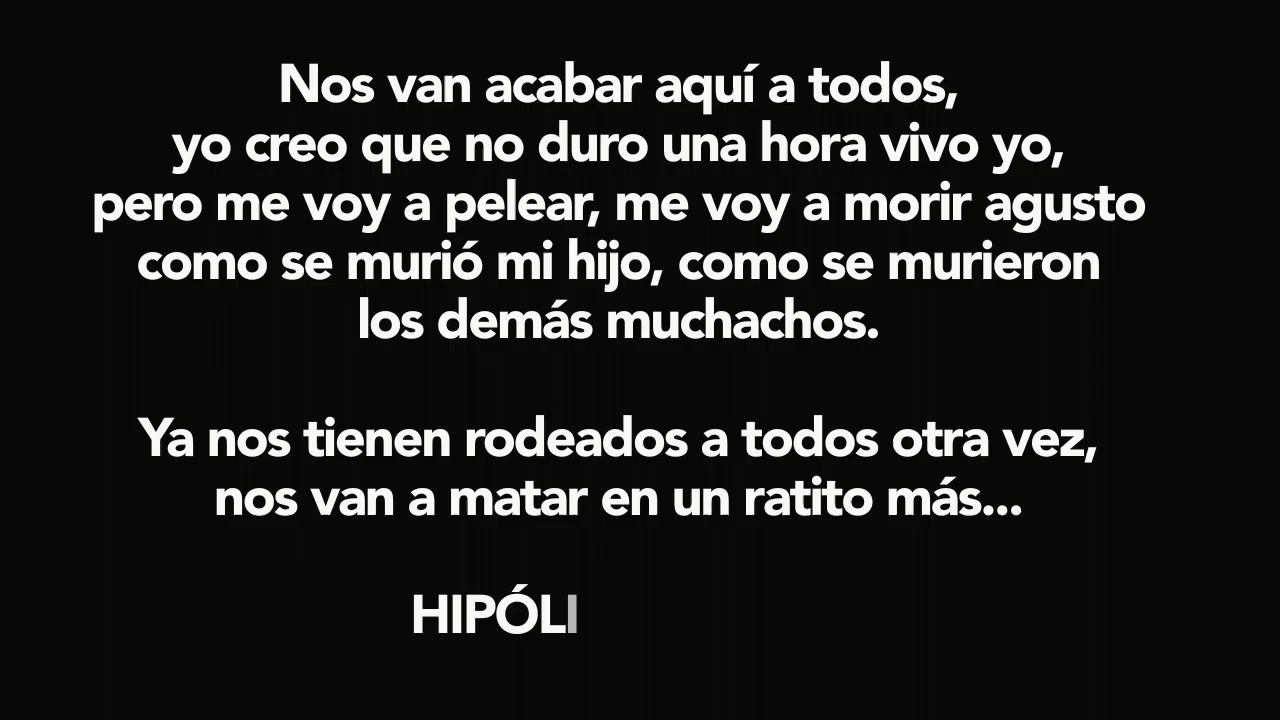 Nos van acabar aquí a todos,
yo creo que no duro una hora vivo yo,
pero me voy a pelear, me voy a morir agusto
como se murió mi hijo, como se murieron
los demás muchachos.
Ya nos tienen rodeados a todos otra vez,
nos van a matar en un ratito más...
HIPÓLI